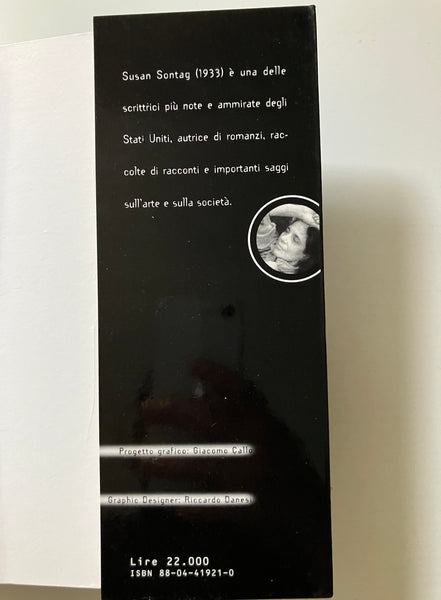 Susan Sontag (1933) è una delle
scrittrici più note e ammirate degli
Stati Uniti, autrice di romanzi, rac-
colte di racconti e importanti saggi
sull'arte e sulla società.
Progetto grafico: Giacomo Callo
Graphic Designer: Riccardo Danesi
Lire 22.000
ISBN 88-04-41921-0